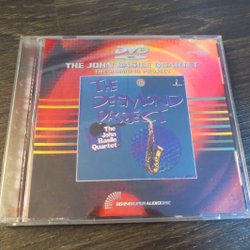 DVD
THE JOHN BASILE QUARTET
THE DESMOND PROJECT
THE
DESMOND
PROJECT
The
John
Basile
Quartet